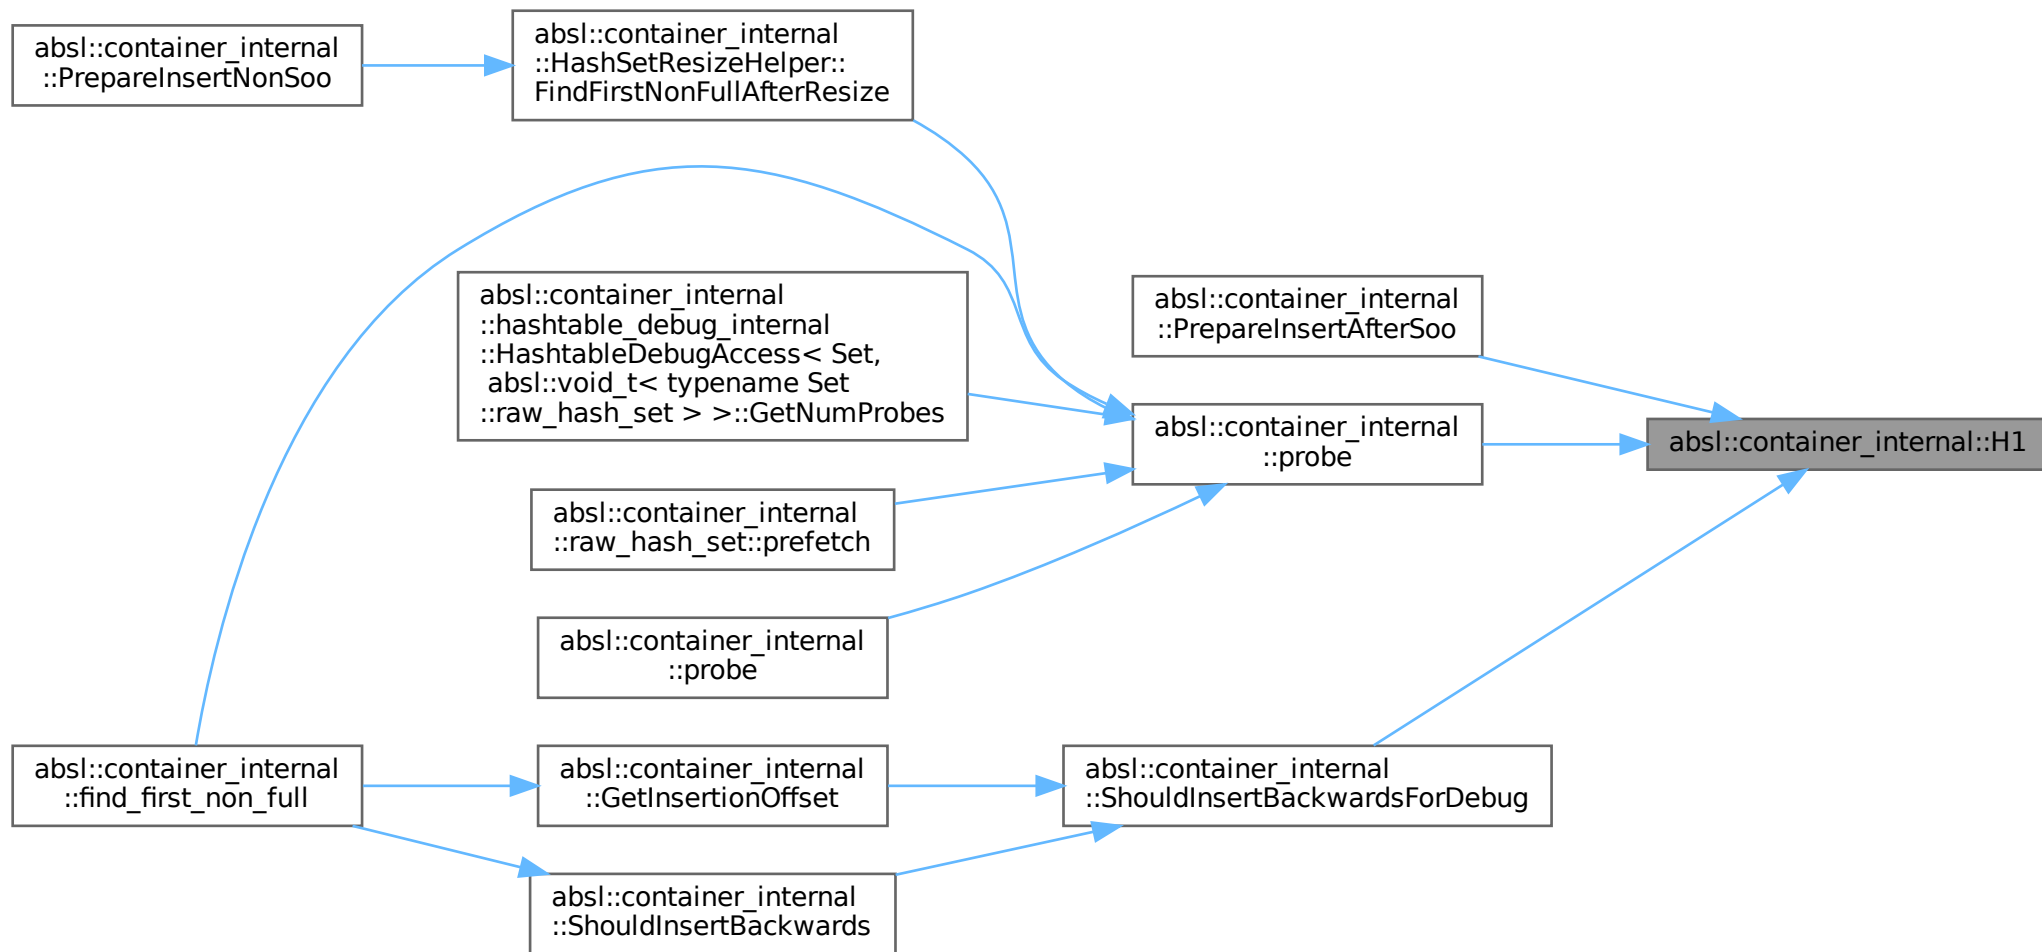 absl::container_internal
::PrepareInsertNonSoo
absl::container_internal
::HashSetResizeHelper::
FindFirstNonFullAfterResize
absl::container_internal
::hashtable_debug_internal
::HashtableDebugAccess< Set,
absl::void_t< typename Set
::raw_hash_set > >::GetNumProbes
absl::container_internal
::PrepareInsertAfterSoo
absl::container_internal
::probe
absl::container_internal::H1
absl::container_internal
::raw_hash_set::prefetch
absl::container_internal
::probe
absl::container_internal
::find_first_non_full
absl::container_internal
::GetInsertionOffset
absl::container_internal
::ShouldInsertBackwardsForDebug
absl::container_internal
::ShouldInsertBackwards